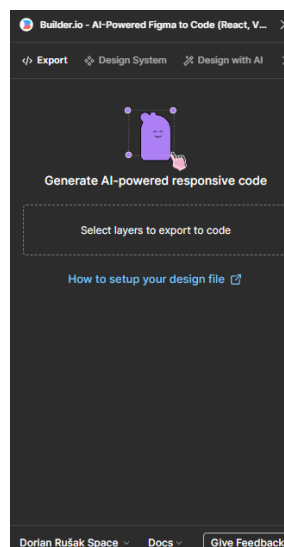 Builder.io - AI-Powered Figma to Code (React, V...
Export Design System Design with AI
Generate AI-powered responsive code
Select layers to export to code
How to setup your design file
Dorian Rušak Space Docs Give Feedback